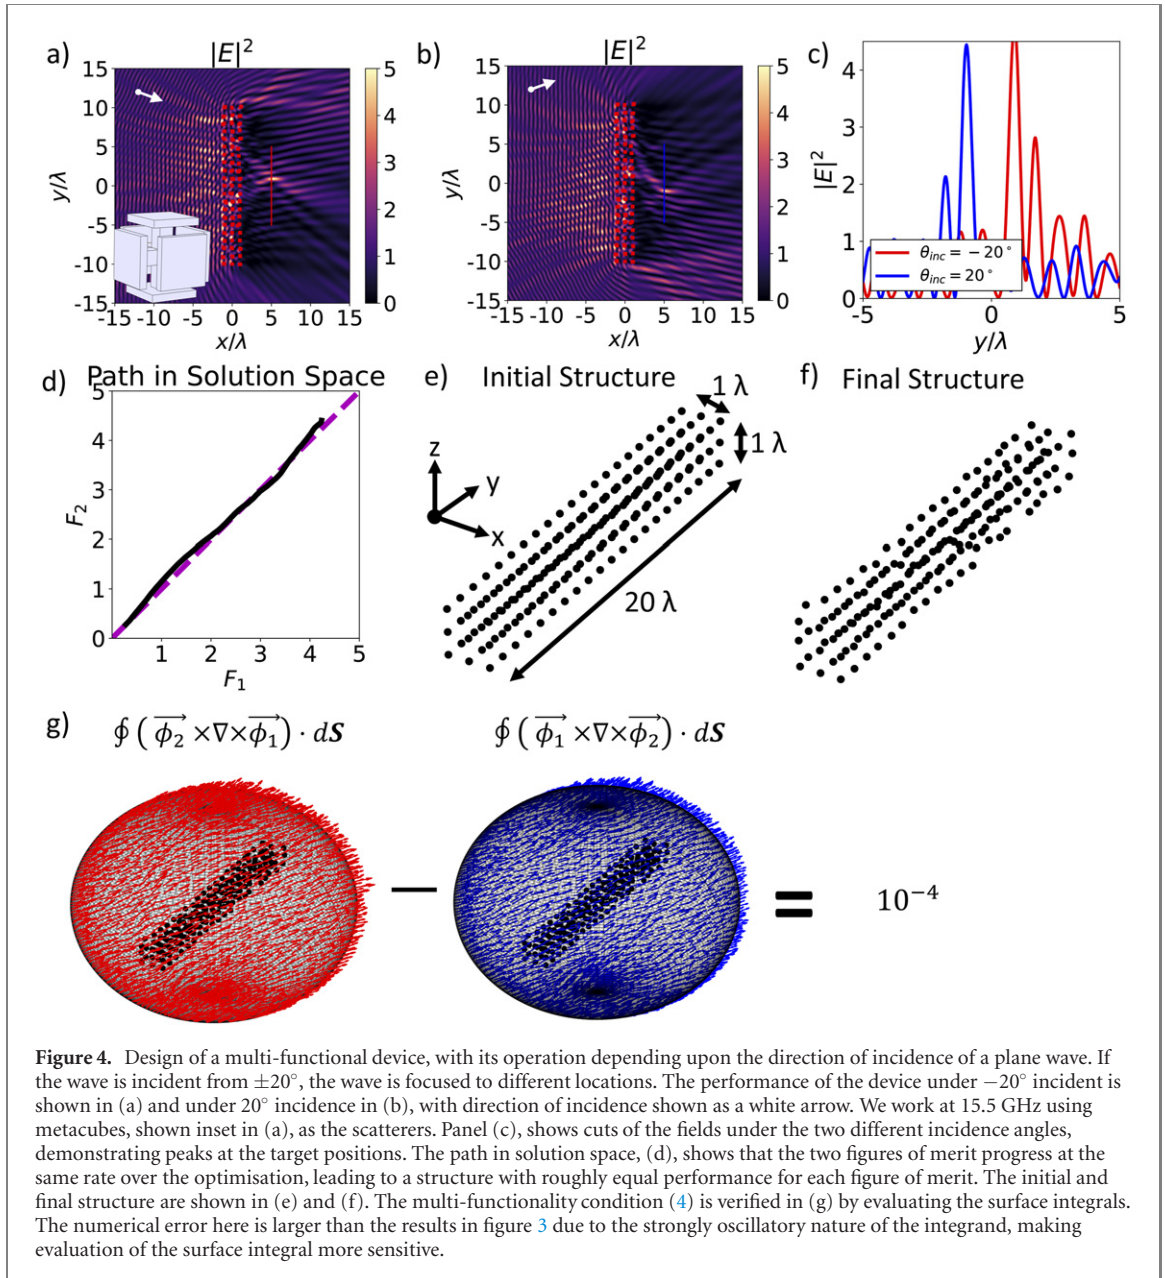 a)
|E|²
15
10
5
0
-5
-10
-15
y/λ
-15 -10 -5 0 5 10 15
x/λ
5
4
3
2
1
0
b)
|E|²
15
10
5
0
-5
-10
-15
y/λ
-15 -10 -5 0 5 10 15
x/λ
5
4
3
2
1
0
c)
|E|²
4
3
2
1
0
θinc = −20°
θinc = 20°
-5 0 5
y/λ
d)
Path in Solution Space
5
4
3
2
1
0
F₂
1 2 3 4 5
F₁
e)
Initial Structure
1 λ
1 λ
20 λ
z
y
x
f)
Final Structure
g)
∮ (ϕ₂ ×∇× ϕ₁) · dS
∮ (ϕ₁ ×∇× ϕ₂) · dS
— = 10⁻⁴
Figure 4. Design of a multi-functional device, with its operation depending upon the direction of incidence of a plane wave. If
the wave is incident from ±20°, the wave is focused to different locations. The performance of the device under −20° incident is
shown in (a) and under 20° incidence in (b), with direction of incidence shown as a white arrow. We work at 15.5 GHz using
metacubes, shown inset in (a), as the scatterers. Panel (c), shows cuts of the fields under the two different incidence angles,
demonstrating peaks at the target positions. The path in solution space, (d), shows that the two figures of merit progress at the
same rate over the optimisation, leading to a structure with roughly equal performance for each figure of merit. The initial and
final structure are shown in (e) and (f). The multi-functionality condition (4) is verified in (g) by evaluating the surface integrals.
The numerical error here is larger than the results in figure 3 due to the strongly oscillatory nature of the integrand, making
evaluation of the surface integral more sensitive.